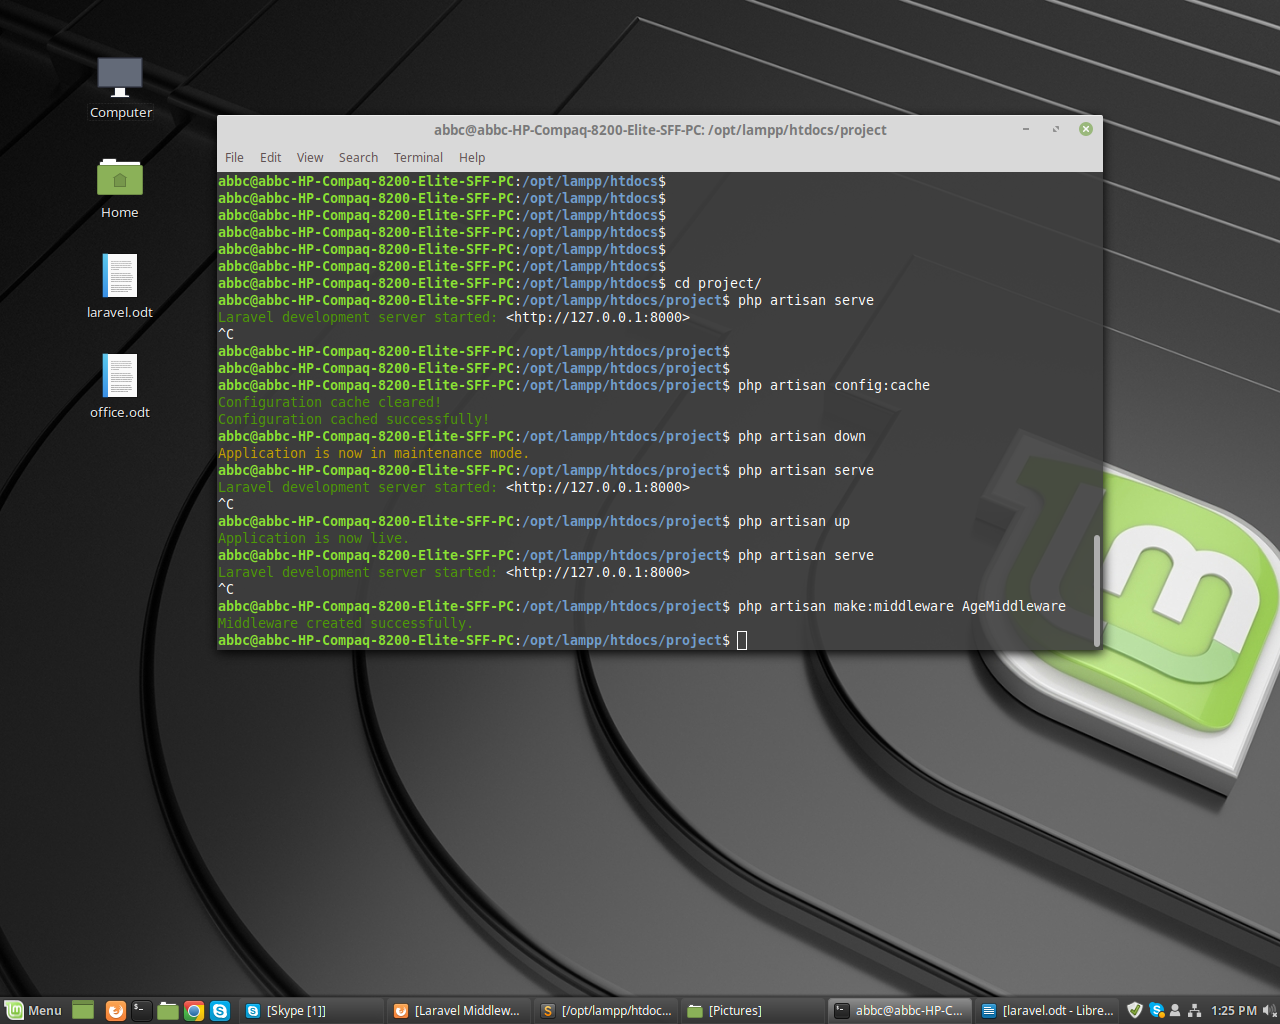 Computer
Home
laravel.odt
office.odt
abbc@abbc-HP-Compaq-8200-Elite-SFF-PC: /opt/lampp/htdocs/project
File Edit View Search Terminal Help
abbc@abbc-HP-Compaq-8200-Elite-SFF-PC:/opt/lampp/htdocs$
abbc@abbc-HP-Compaq-8200-Elite-SFF-PC:/opt/lampp/htdocs$
abbc@abbc-HP-Compaq-8200-Elite-SFF-PC:/opt/lampp/htdocs$
abbc@abbc-HP-Compaq-8200-Elite-SFF-PC:/opt/lampp/htdocs$
abbc@abbc-HP-Compaq-8200-Elite-SFF-PC:/opt/lampp/htdocs$
abbc@abbc-HP-Compaq-8200-Elite-SFF-PC:/opt/lampp/htdocs$
abbc@abbc-HP-Compaq-8200-Elite-SFF-PC:/opt/lampp/htdocs$ cd project/
abbc@abbc-HP-Compaq-8200-Elite-SFF-PC:/opt/lampp/htdocs/project$ php artisan serve
Laravel development server started: <http://127.0.0.1:8000>
^C
abbc@abbc-HP-Compaq-8200-Elite-SFF-PC:/opt/lampp/htdocs/project$
abbc@abbc-HP-Compaq-8200-Elite-SFF-PC:/opt/lampp/htdocs/project$
abbc@abbc-HP-Compaq-8200-Elite-SFF-PC:/opt/lampp/htdocs/project$ php artisan config:cache
Configuration cache cleared!
Configuration cached successfully!
abbc@abbc-HP-Compaq-8200-Elite-SFF-PC:/opt/lampp/htdocs/project$ php artisan down
Application is now in maintenance mode.
abbc@abbc-HP-Compaq-8200-Elite-SFF-PC:/opt/lampp/htdocs/project$ php artisan serve
Laravel development server started: <http://127.0.0.1:8000>
^C
abbc@abbc-HP-Compaq-8200-Elite-SFF-PC:/opt/lampp/htdocs/project$ php artisan up
Application is now live.
abbc@abbc-HP-Compaq-8200-Elite-SFF-PC:/opt/lampp/htdocs/project$ php artisan serve
Laravel development server started: <http://127.0.0.1:8000>
^C
abbc@abbc-HP-Compaq-8200-Elite-SFF-PC:/opt/lampp/htdocs/project$ php artisan make:middleware AgeMiddleware
Middleware created successfully.
abbc@abbc-HP-Compaq-8200-Elite-SFF-PC:/opt/lampp/htdocs/project$
Menu [Skype [1]] [Laravel Middlew... [/opt/lampp/htdoc... [Pictures] abbc@abbc-HP-C... [laravel.odt - Libre... 1:25 PM